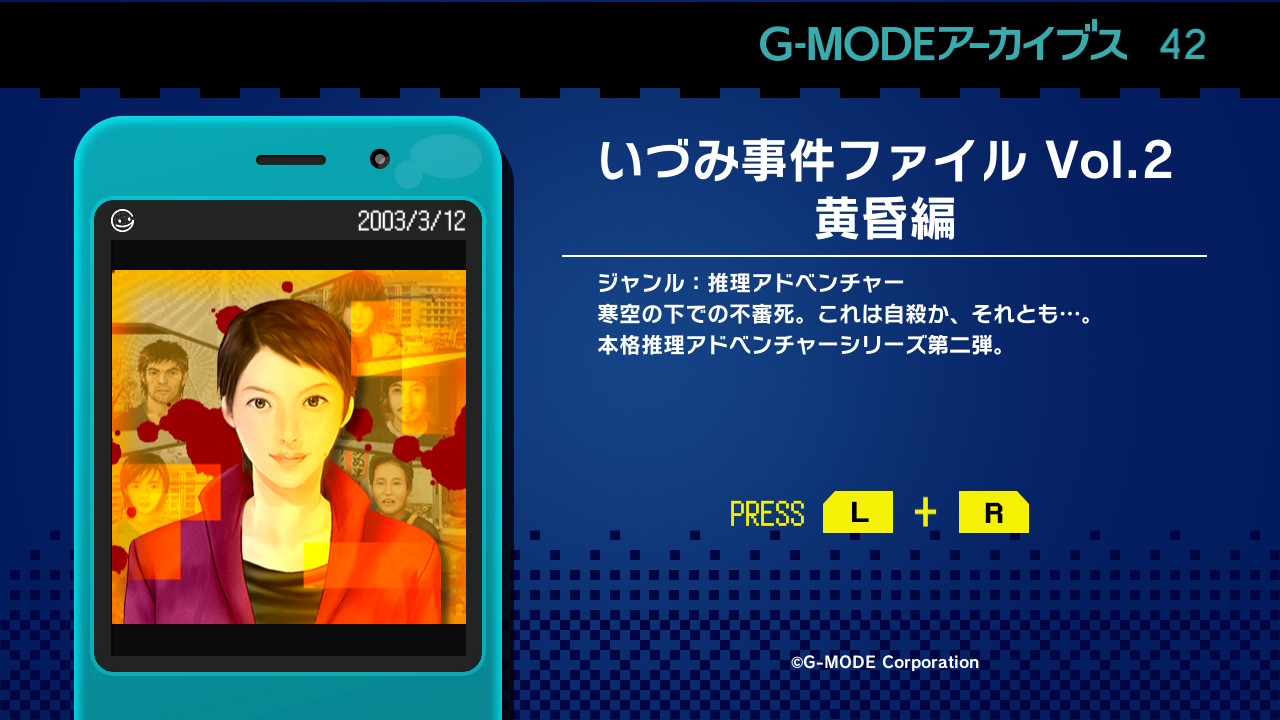 G-MODEアーカイブス 42
いづみ事件ファイル Vol.2
黄昏編
2003/3/12
ジャンル：推理アドベンチャー
寒空の下での不審死。これは自殺か、それとも…。
本格推理アドベンチャーシリーズ第二弾。
PRESS L + R
©G-MODE Corporation